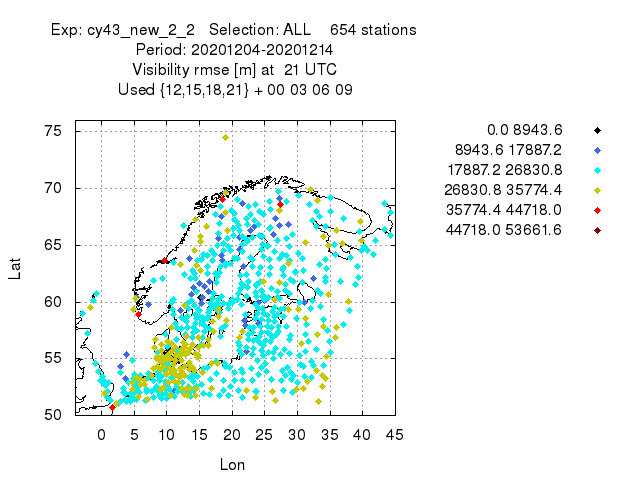 Exp: cy43_new_2_2 Selection: ALL 654 stations
Period: 20201204-20201214
Visibility rmse [m] at 21 UTC
Used {12,15,18,21} + 00 03 06 09
0.0 8943.6
8943.6 17887.2
17887.2 26830.8
26830.8 35774.4
35774.4 44718.0
44718.0 53661.6
75
70
65
60
55
50
Lat
0 5 10 15 20 25 30 35 40 45
Lon